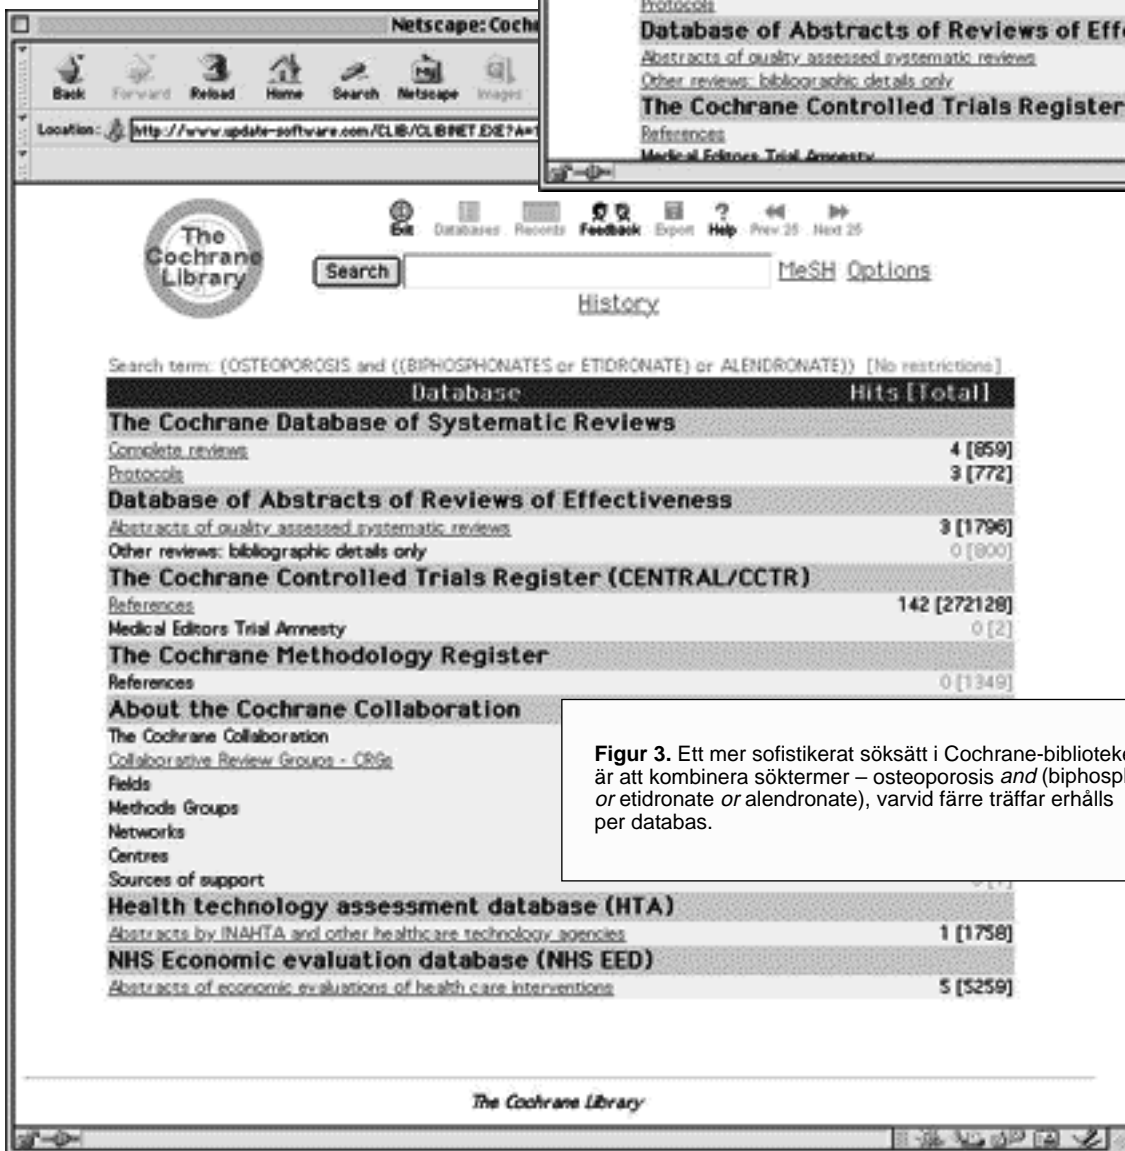 Protocols
Database of Abstracts of Reviews of
Abstracts of quality assessed systematic reviews
Other reviews: bibliographic details only
The Cochrane Controlled Trials Register
References
Medical Editors Trial Amnesty
Netscape:
Back Forward Reload Home Search Netscape Images
Location: http://www.update-software.com/CLIB/CLIBINET.EXE?A=
The Cochrane Library
Exit Databases Records Feedback Export Help Prev 25 Next 25
Search MeSH Options
History
Search term: (OSTEOPOROSIS and ((BIPHOSPHONATES or ETIDRONATE) or ALENDRONATE)) [No restrictions]
Database Hits [Total]
The Cochrane Database of Systematic Reviews
Complete reviews 4 [859]
Protocols 3 [772]
Database of Abstracts of Reviews of Effectiveness
Abstracts of quality assessed systematic reviews 3 [1796]
Other reviews: bibliographic details only 0 [800]
The Cochrane Controlled Trials Register (CENTRAL/CCTR)
References 142 [272128]
Medical Editors Trial Amnesty 0 [2]
The Cochrane Methodology Register
References 0 [1349]
About the Cochrane Collaboration
The Cochrane Collaboration
Collaborative Review Groups - CRGs
Fields
Methods Groups
Networks
Centres
Sources of support
Health technology assessment database (HTA)
Abstracts by INAHTA and other healthcare technology agencies 1 [1758]
NHS Economic evaluation database (NHS EED)
Abstracts of economic evaluations of health care interventions 5 [5259]
Figur 3. Ett mer sofistikerat söksätt i
är att kombinera söktermer – osteoporosis and
or etidronate or alendronate), varvid färre träffar erhålls
per databas.
The Cochrane Library